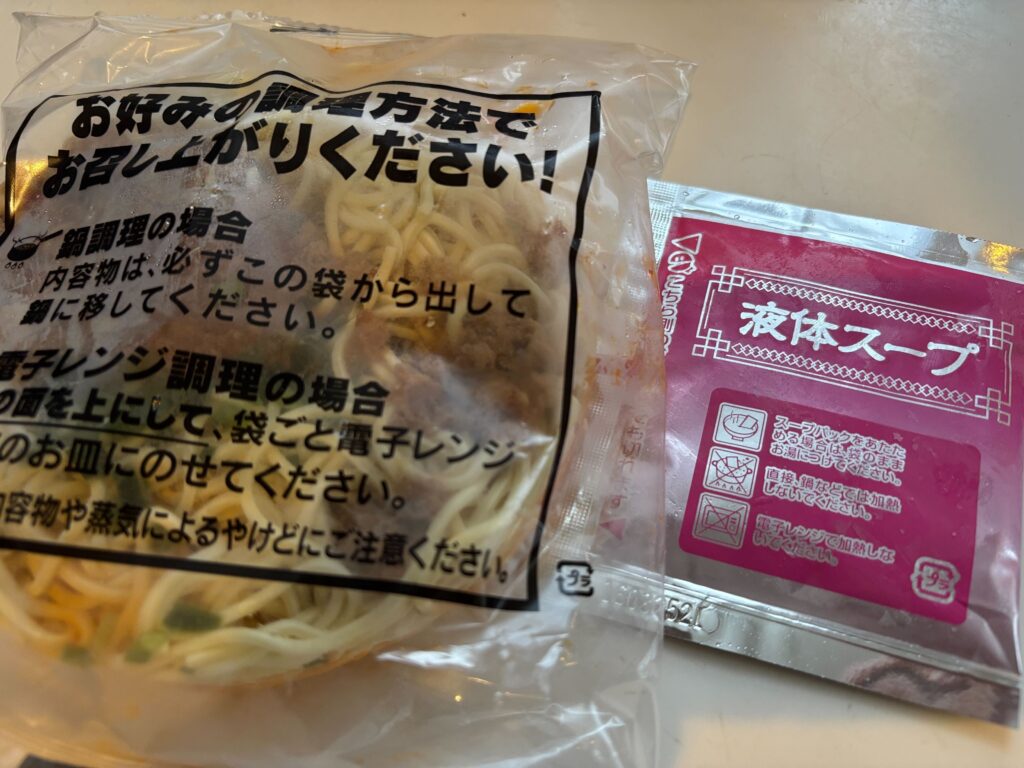 お好みの調理方法で
お召し上がりください!
鍋調理の場合
内容物は、必ずこの袋から出して
鍋に移してください。
電子レンジ調理の場合
の面を上にして、袋ごと電子レンジ
のお皿にのせてください。
内容物や蒸気によるやけどにご注意ください。
プラ
こちら側の
液体スープ
スープパックをあたた
める場合は、袋のまま
お湯につけてください。
直接、鍋などでは加熱
しないでください。
電子レンジで加熱しな
いでください。
プラ